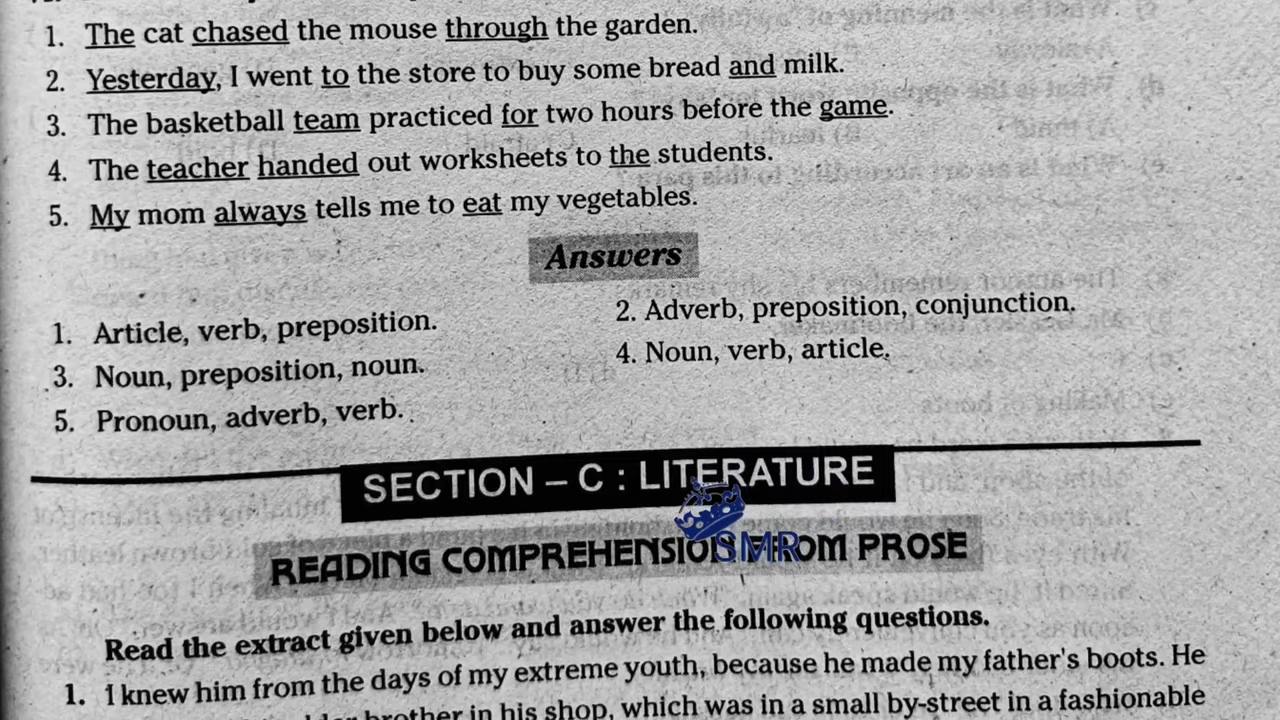 1. The cat chased the mouse through the garden.
2. Yesterday, I went to the store to buy some bread and milk.
3. The basketball team practiced for two hours before the game.
4. The teacher handed out worksheets to the students.
5. My mom always tells me to eat my vegetables.
Answers
1. Article, verb, preposition.
2. Adverb, preposition, conjunction.
3. Noun, preposition, noun.
4. Noun, verb, article.
5. Pronoun, adverb, verb.
SECTION – C : LITERATURE
READING COMPREHENSION FROM PROSE
SMR
Read the extract given below and answer the following questions.
1. I knew him from the days of my extreme youth, because he made my father's boots. He
brother in his shop, which was in a small by-street in a fashionable